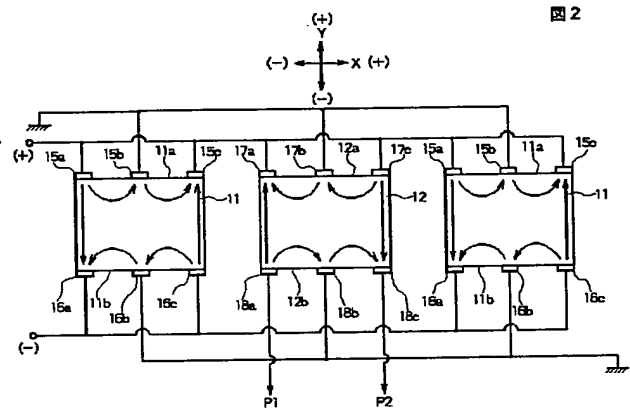 図2
(+)
Y
(-)
X (+)
(-)
(+)
15a
15b
11a
15c
17a
17b
12a
17c
15a
15b
11a
15c
11
12
11
16a
11b
16b
16c
18a
12b
18b
18c
16a
11b
16b
16c
(-)
P1
P2